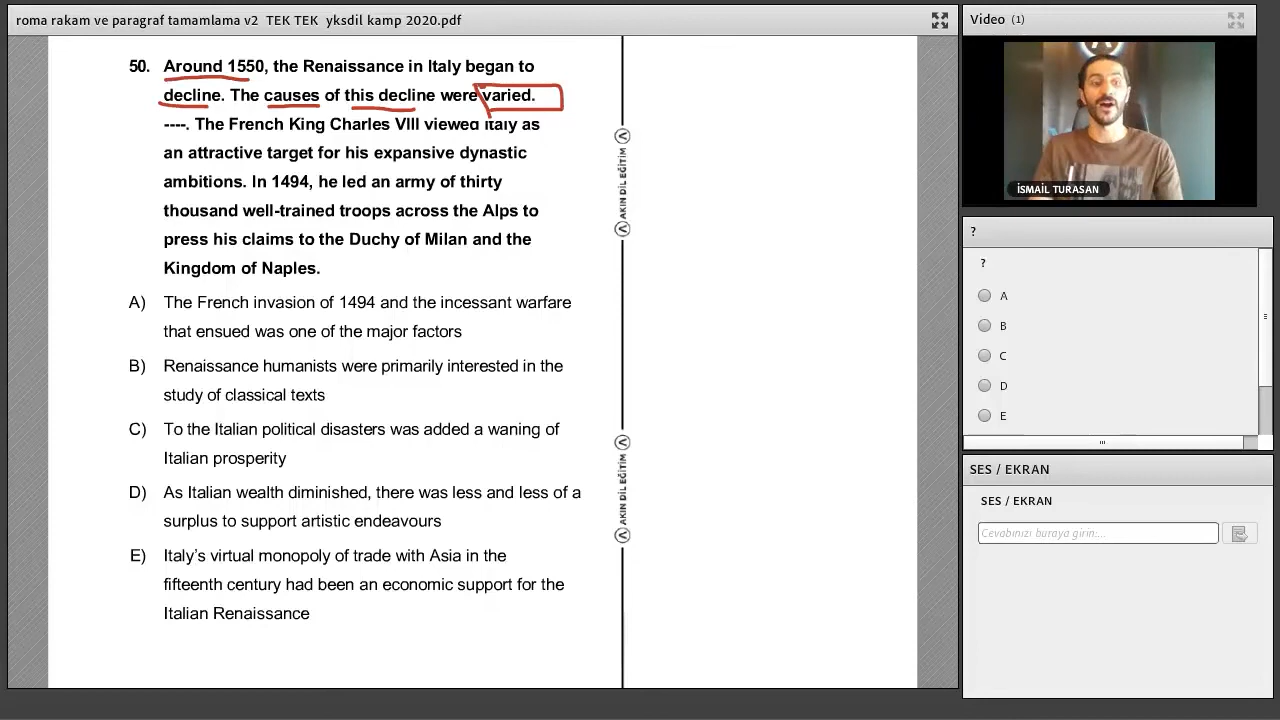 roma rakam ve paragraf tamamlama v2 TEK TEK yksdil kamp 2020.pdf
50. Around 1550, the Renaissance in Italy began to
decline. The causes of this decline were varied.
----. The French King Charles VIII viewed Italy as
an attractive target for his expansive dynastic
ambitions. In 1494, he led an army of thirty
thousand well-trained troops across the Alps to
press his claims to the Duchy of Milan and the
Kingdom of Naples.
A) The French invasion of 1494 and the incessant warfare
that ensued was one of the major factors
B) Renaissance humanists were primarily interested in the
study of classical texts
C) To the Italian political disasters was added a waning of
Italian prosperity
D) As Italian wealth diminished, there was less and less of a
surplus to support artistic endeavours
E) Italy's virtual monopoly of trade with Asia in the
fifteenth century had been an economic support for the
Italian Renaissance
AKIN DİL EĞİTİM
AKIN DİL EĞİTİM
Video (1)
İSMAİL TURASAN
?
?
A
B
C
D
E
SES / EKRAN
SES / EKRAN
Cevabınızı buraya girin:...